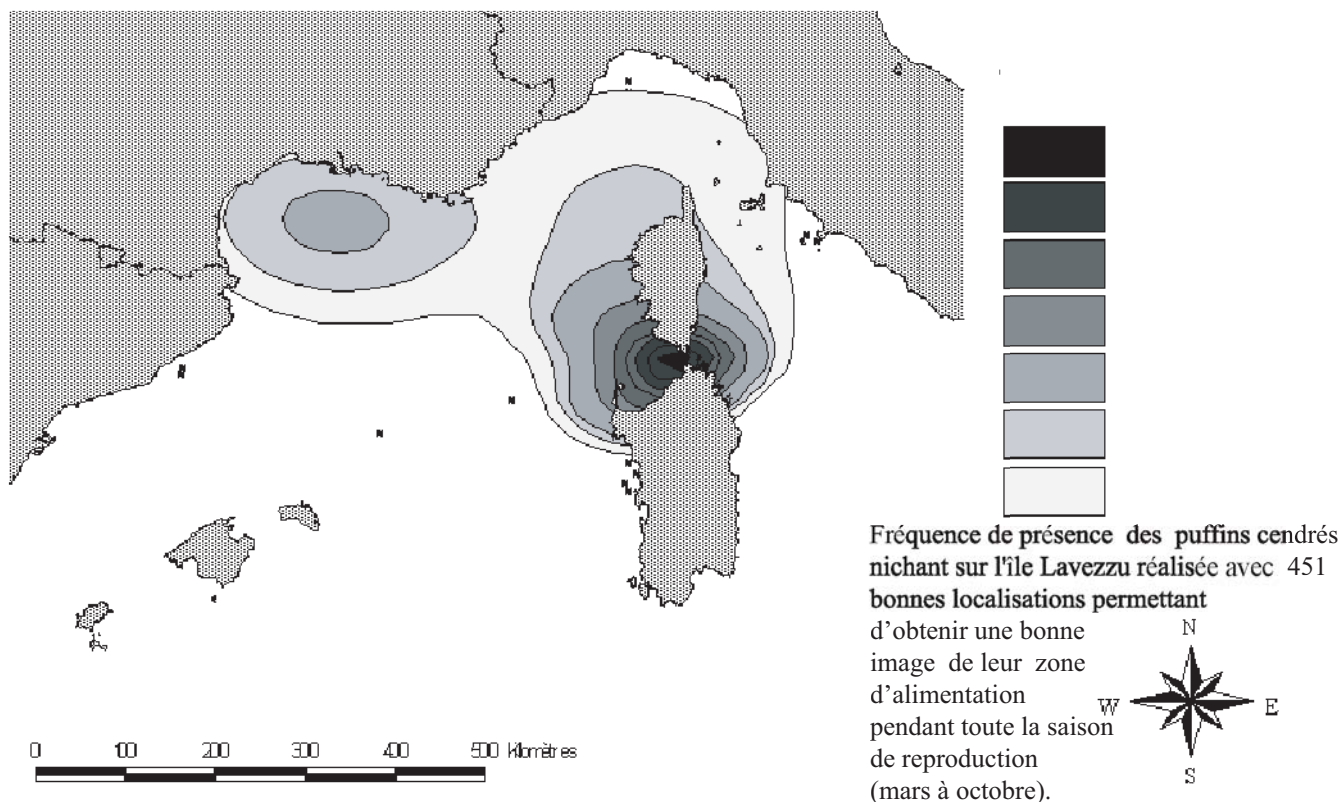 Fréquence de présence des puffins cendrés
nichant sur l'île Lavezzu réalisée avec 451
bonnes localisations permettant
d’obtenir une bonne
image de leur zone
d’alimentation
pendant toute la saison
de reproduction
(mars à octobre).
N
W E
S
0 100 200 300 400 500 kilomètres